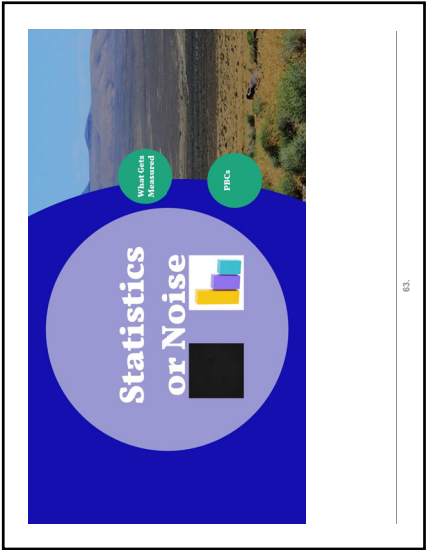 Statistics
or Noise
What Gets
Measured
PBCs
63.